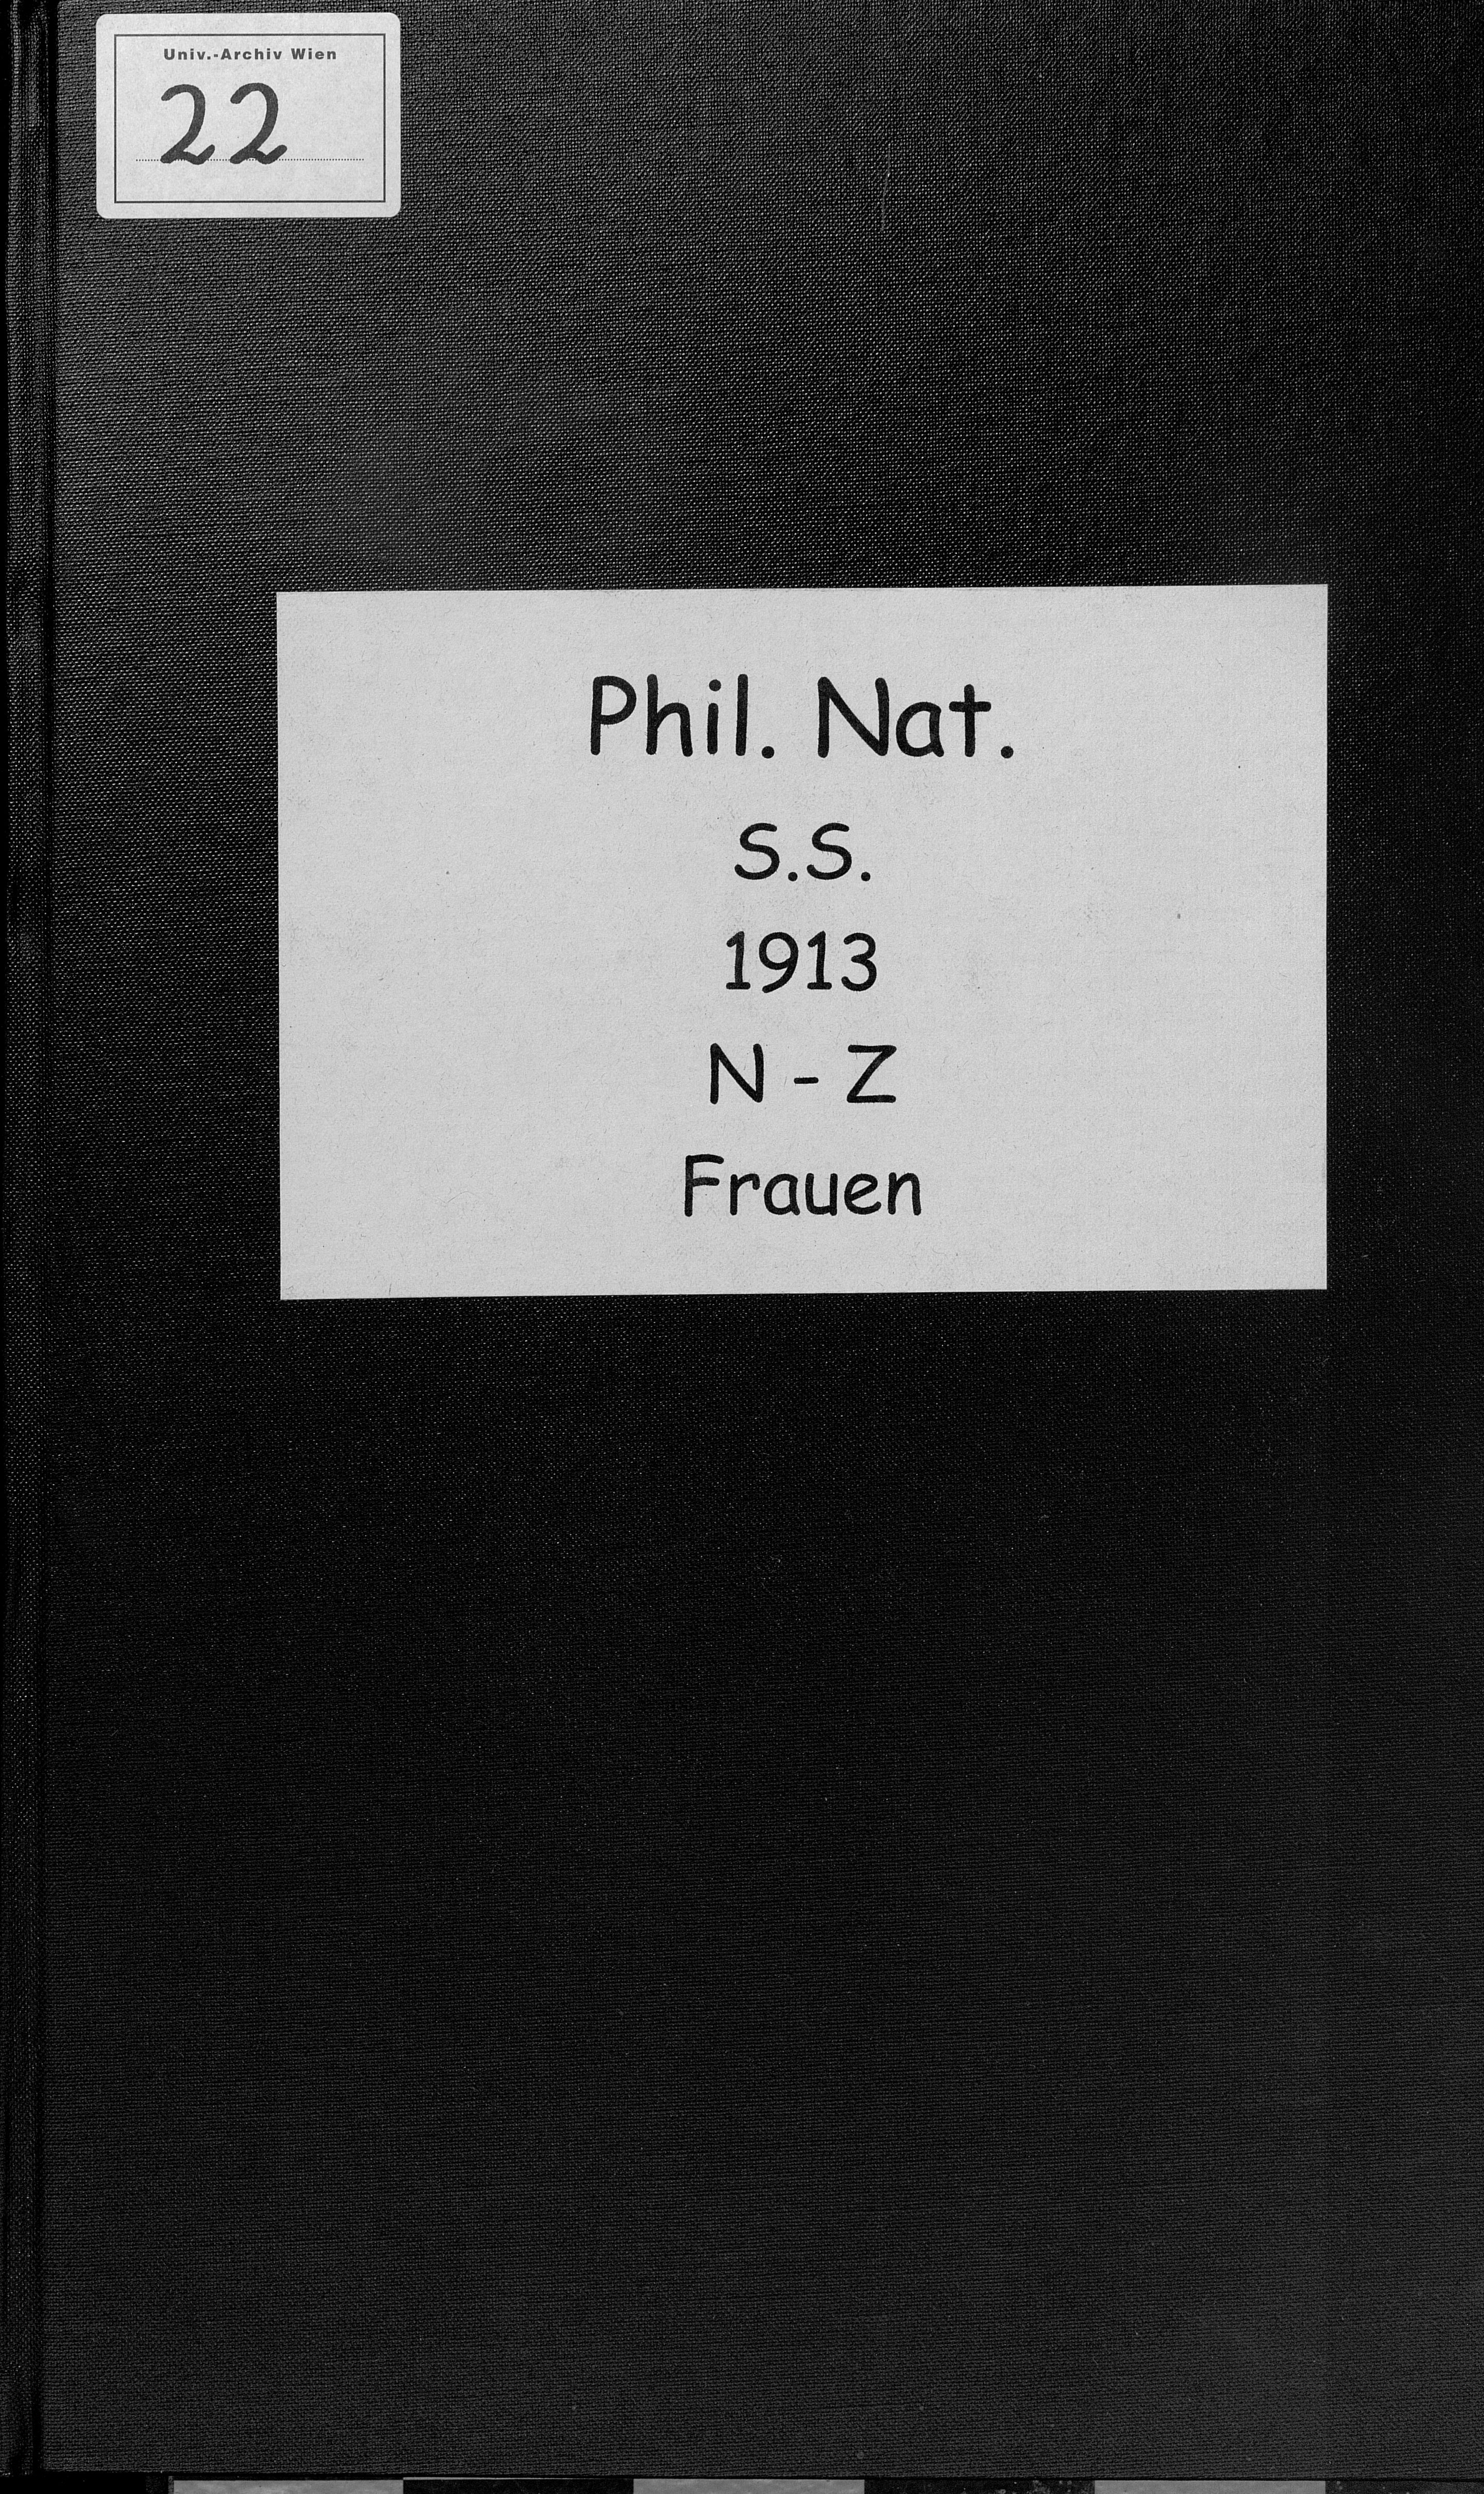 Univ.-Archiv Wien
22
Phil. Nat.
S.S.
1913
N - Z
Frauen